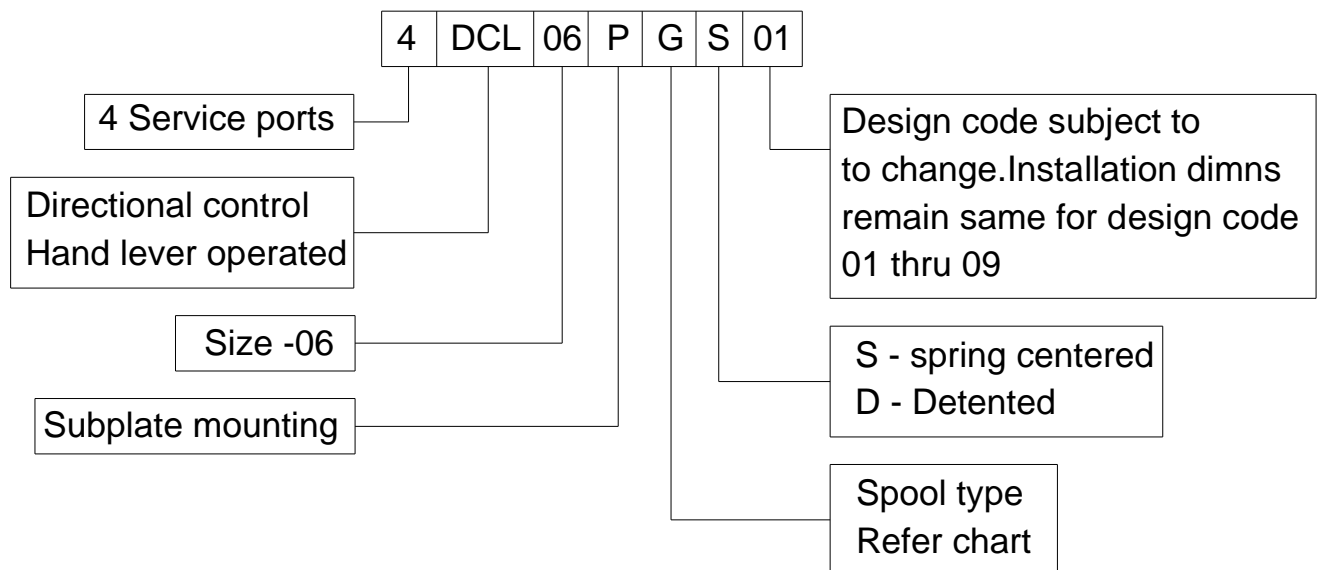 4 DCL 06 P G S 01
4 Service ports
Directional control
Hand lever operated
Size -06
Subplate mounting
Design code subject to
to change.Installation dimns
remain same for design code
01 thru 09
S - spring centered
D - Detented
Spool type
Refer chart